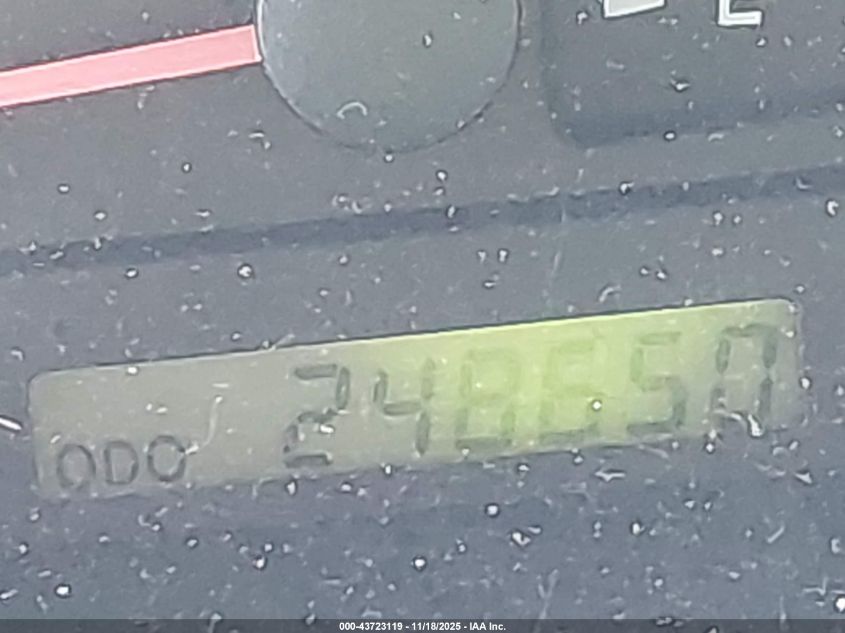 ODO 248650
000-43723119 - 11/18/2025 - IAA Inc.